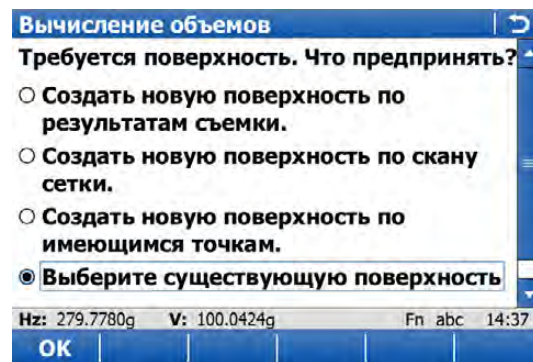 Вычисление объемов
Требуется поверхность. Что предпринять?
Создать новую поверхность по
результатам съемки.
Создать новую поверхность по скану
сетки.
Создать новую поверхность по
имеющимся точкам.
Выберите существующую поверхность
Hz: 279.7780g V: 100.0424g Fn abc 14:37
ОК